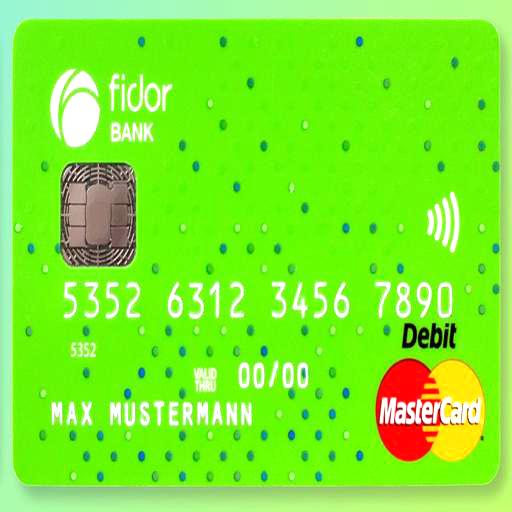 fidor
BANK
5352 6312 3456 7890
5352
Debit
VALID
THRU
00/00
MAX MUSTERMANN
MasterCard